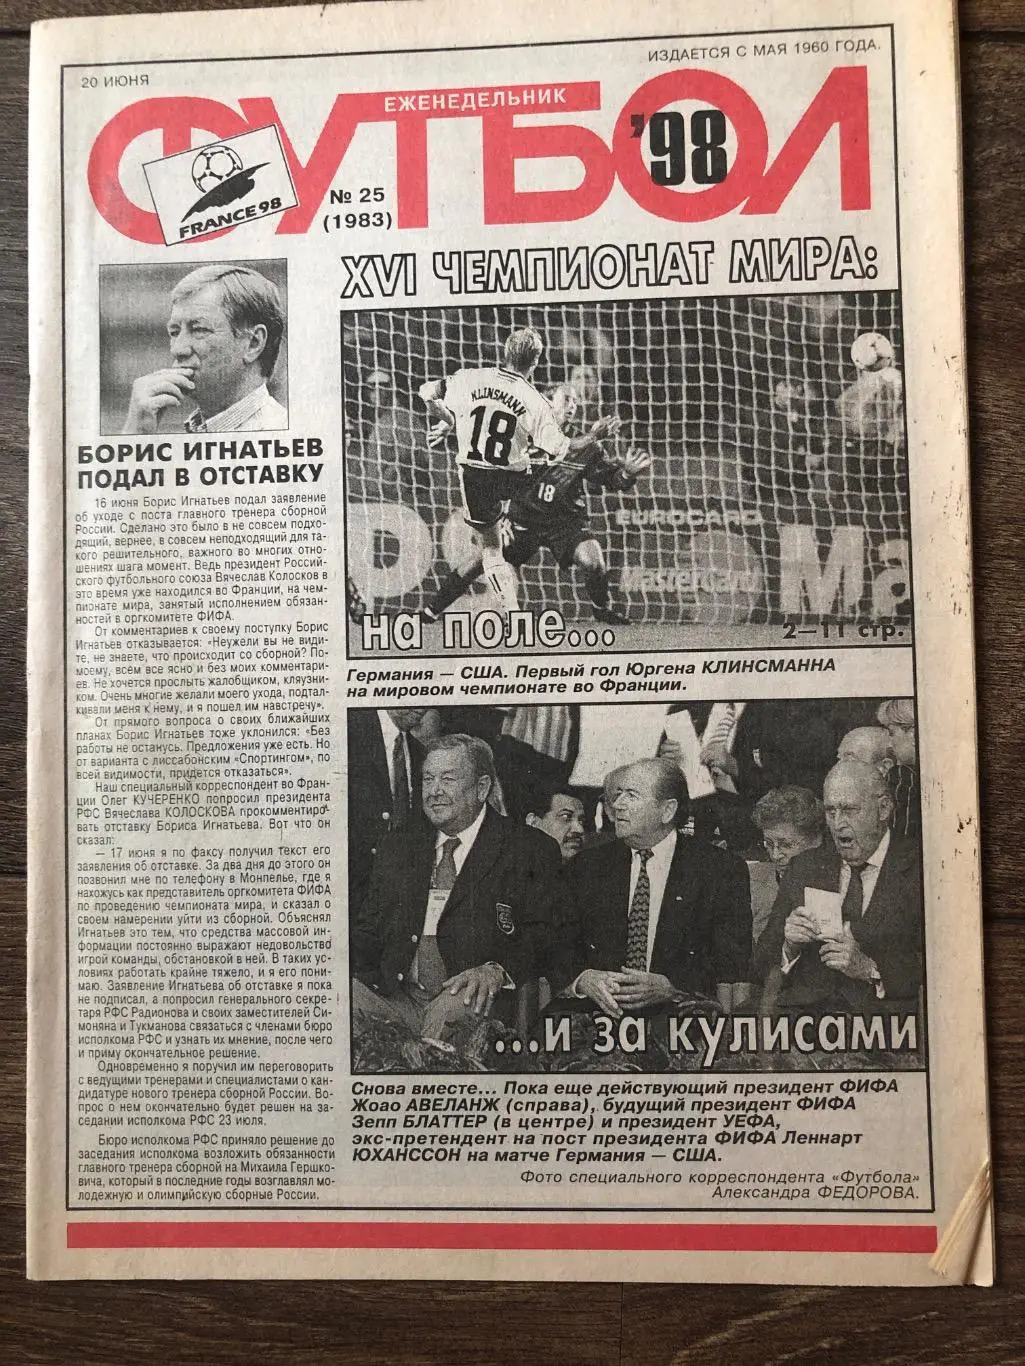 20 ИЮНЯ
ИЗДАЕТСЯ С МАЯ 1960 ГОДА.
ЕЖЕНЕДЕЛЬНИК
ФУТБОЛ
'98
FRANCE 98
№ 25
(1983)
БОРИС ИГНАТЬЕВ
ПОДАЛ В ОТСТАВКУ
16 июня Борис Игнатьев подал заявление
об уходе с поста главного тренера сборной
России. Сделано это было в не совсем подхо-
дящий, вернее, в совсем неподходящий для та-
кого решительного, важного во многих отно-
шениях шага момент. Ведь президент Россий-
ского футбольного союза Вячеслав Колосков в
это время уже находился во Франции, на чем-
пионате мира, занятый исполнением обязан-
ностей в оргкомитете ФИФА.
От комментариев к своему поступку Борис
Игнатьев отказывается: «Неужели вы не види-
те, не знаете, что происходит со сборной? По-
моему, всем все ясно и без моих комментари-
ев. Не хочется прослыть жалобщиком, кляузни-
ком. Очень многие желали моего ухода, подтал-
кивали меня к нему, и я пошел им навстречу».
От прямого вопроса о своих ближайших
планах Борис Игнатьев тоже уклонился: «Без
работы не останусь. Предложения уже есть. Но
от варианта с лиссабонским «Спортингом», по
всей видимости, придется отказаться».
Наш специальный корреспондент во Фран-
ции Олег КУЧЕРЕНКО попросил президента
РФС Вячеслава КОЛОСКОВА прокомментиро-
вать отставку Бориса Игнатьева. Вот что он
сказал:
— 17 июня я по факсу получил текст его
заявления об отставке. За два дня до этого он
позвонил мне по телефону в Монпелье, где я
нахожусь как представитель оргкомитета ФИФА
по проведению чемпионата мира, и сказал о
своем намерении уйти из сборной. Объяснял
Игнатьев это тем, что средства массовой ин-
формации постоянно выражают недовольство
игрой команды, обстановкой в ней. В таких ус-
ловиях работать крайне тяжело, и я его пони-
маю. Заявление Игнатьева об отставке я пока
не подписал, а попросил генерального секре-
таря РФС Радионова и своих заместителей Си-
моняна и Тукманова связаться с членами бюро
исполкома РФС и узнать их мнение, после чего
и приму окончательное решение.
Одновременно я поручил им переговорить
с ведущими тренерами и специалистами о кан-
дидатуре нового тренера сборной России. Воп-
рос о нем окончательно будет решен на за-
седании исполкома РФС 23 июля.
Бюро исполкома РФС приняло решение до
заседания исполкома возложить обязанности
главного тренера сборной на Михаила Гершко-
вича, который в последние годы возглавлял мо-
лодежную и олимпийскую сборные России.
XVI ЧЕМПИОНАТ МИРА:
KLINSMANN
18
18
EUROCARD
MasterCard
Ma
на поле...
2—11 стр.
Германия — США. Первый гол Юргена КЛИНСМАННА
на мировом чемпионате во Франции.
...и за кулисами
Снова вместе... Пока еще действующий президент ФИФА
Жоао АВЕЛАНЖ (справа), будущий президент ФИФА
Зепп БЛАТТЕР (в центре) и президент УЕФА,
экс-претендент на пост президента ФИФА Леннарт
ЮХАНССОН на матче Германия — США.
Фото специального корреспондента «Футбола»
Александра ФЕДОРОВА.